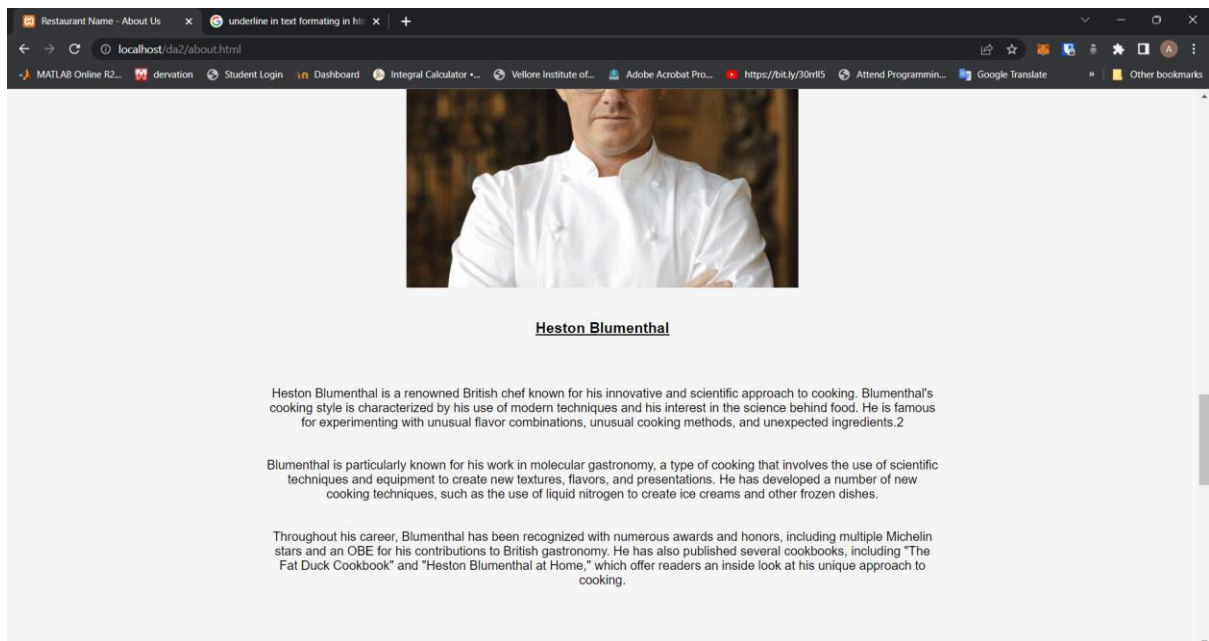 Restaurant Name - About Us
underline in text formating in ht
localhost/da2/about.html
MATLAB Online R2...
dervation
Student Login
Dashboard
Integral Calculator •...
Vellore Institute of...
Adobe Acrobat Pro...
https://bit.ly/30rrlI5
Attend Programmin...
Google Translate
»
Other bookmarks
Heston Blumenthal
Heston Blumenthal is a renowned British chef known for his innovative and scientific approach to cooking. Blumenthal's
cooking style is characterized by his use of modern techniques and his interest in the science behind food. He is famous
for experimenting with unusual flavor combinations, unusual cooking methods, and unexpected ingredients.2
Blumenthal is particularly known for his work in molecular gastronomy, a type of cooking that involves the use of scientific
techniques and equipment to create new textures, flavors, and presentations. He has developed a number of new
cooking techniques, such as the use of liquid nitrogen to create ice creams and other frozen dishes.
Throughout his career, Blumenthal has been recognized with numerous awards and honors, including multiple Michelin
stars and an OBE for his contributions to British gastronomy. He has also published several cookbooks, including "The
Fat Duck Cookbook" and "Heston Blumenthal at Home," which offer readers an inside look at his unique approach to
cooking.